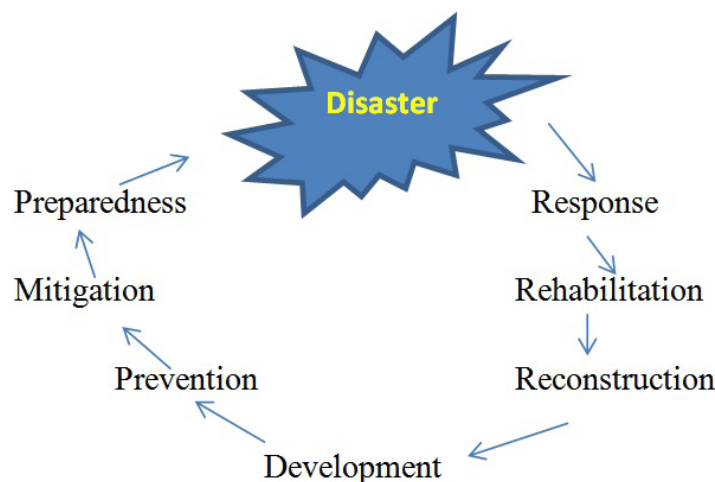 Disaster
Preparedness
Response
Mitigation
Rehabilitation
Prevention
Reconstruction
Development